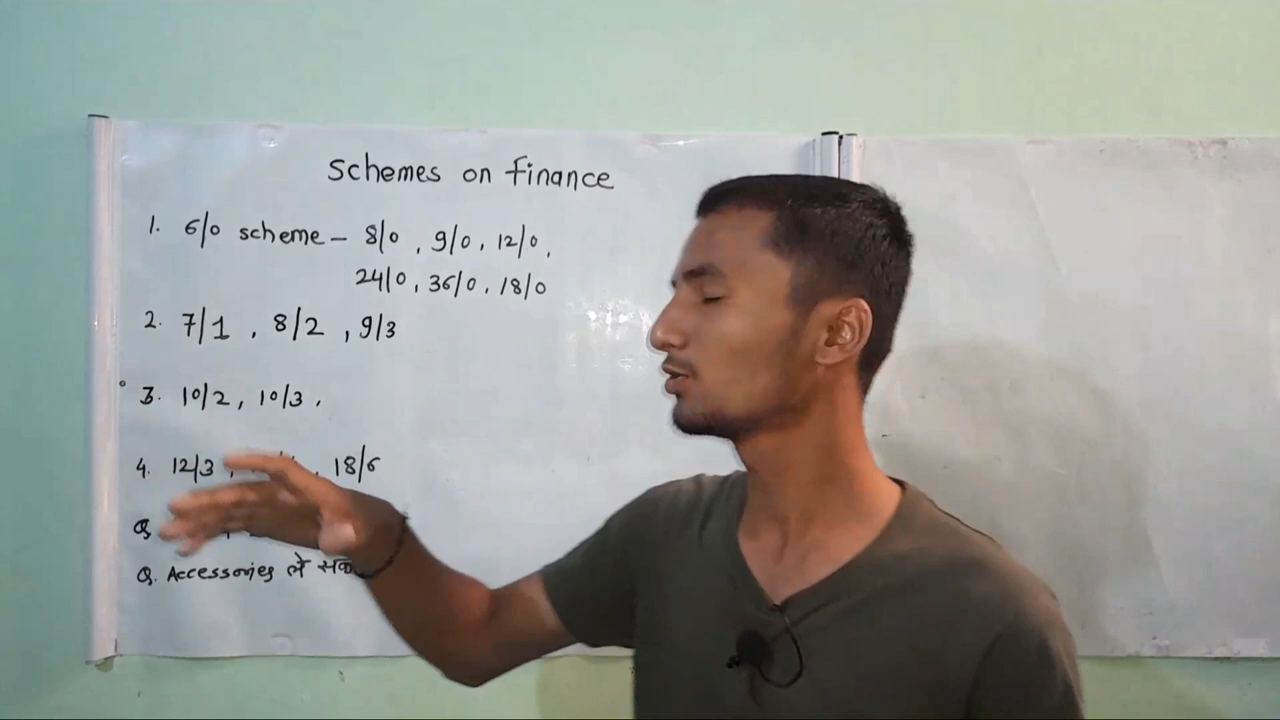 Schemes on finance
1. 6/0 scheme – 8/0 , 9/0 , 12/0 ,
24/0 , 36/0 , 18/0
2. 7/1 , 8/2 , 9/3
3. 10/2 , 10/3 ,
4. 12/3 , , 18/6
Q.
Q. Accessories ले